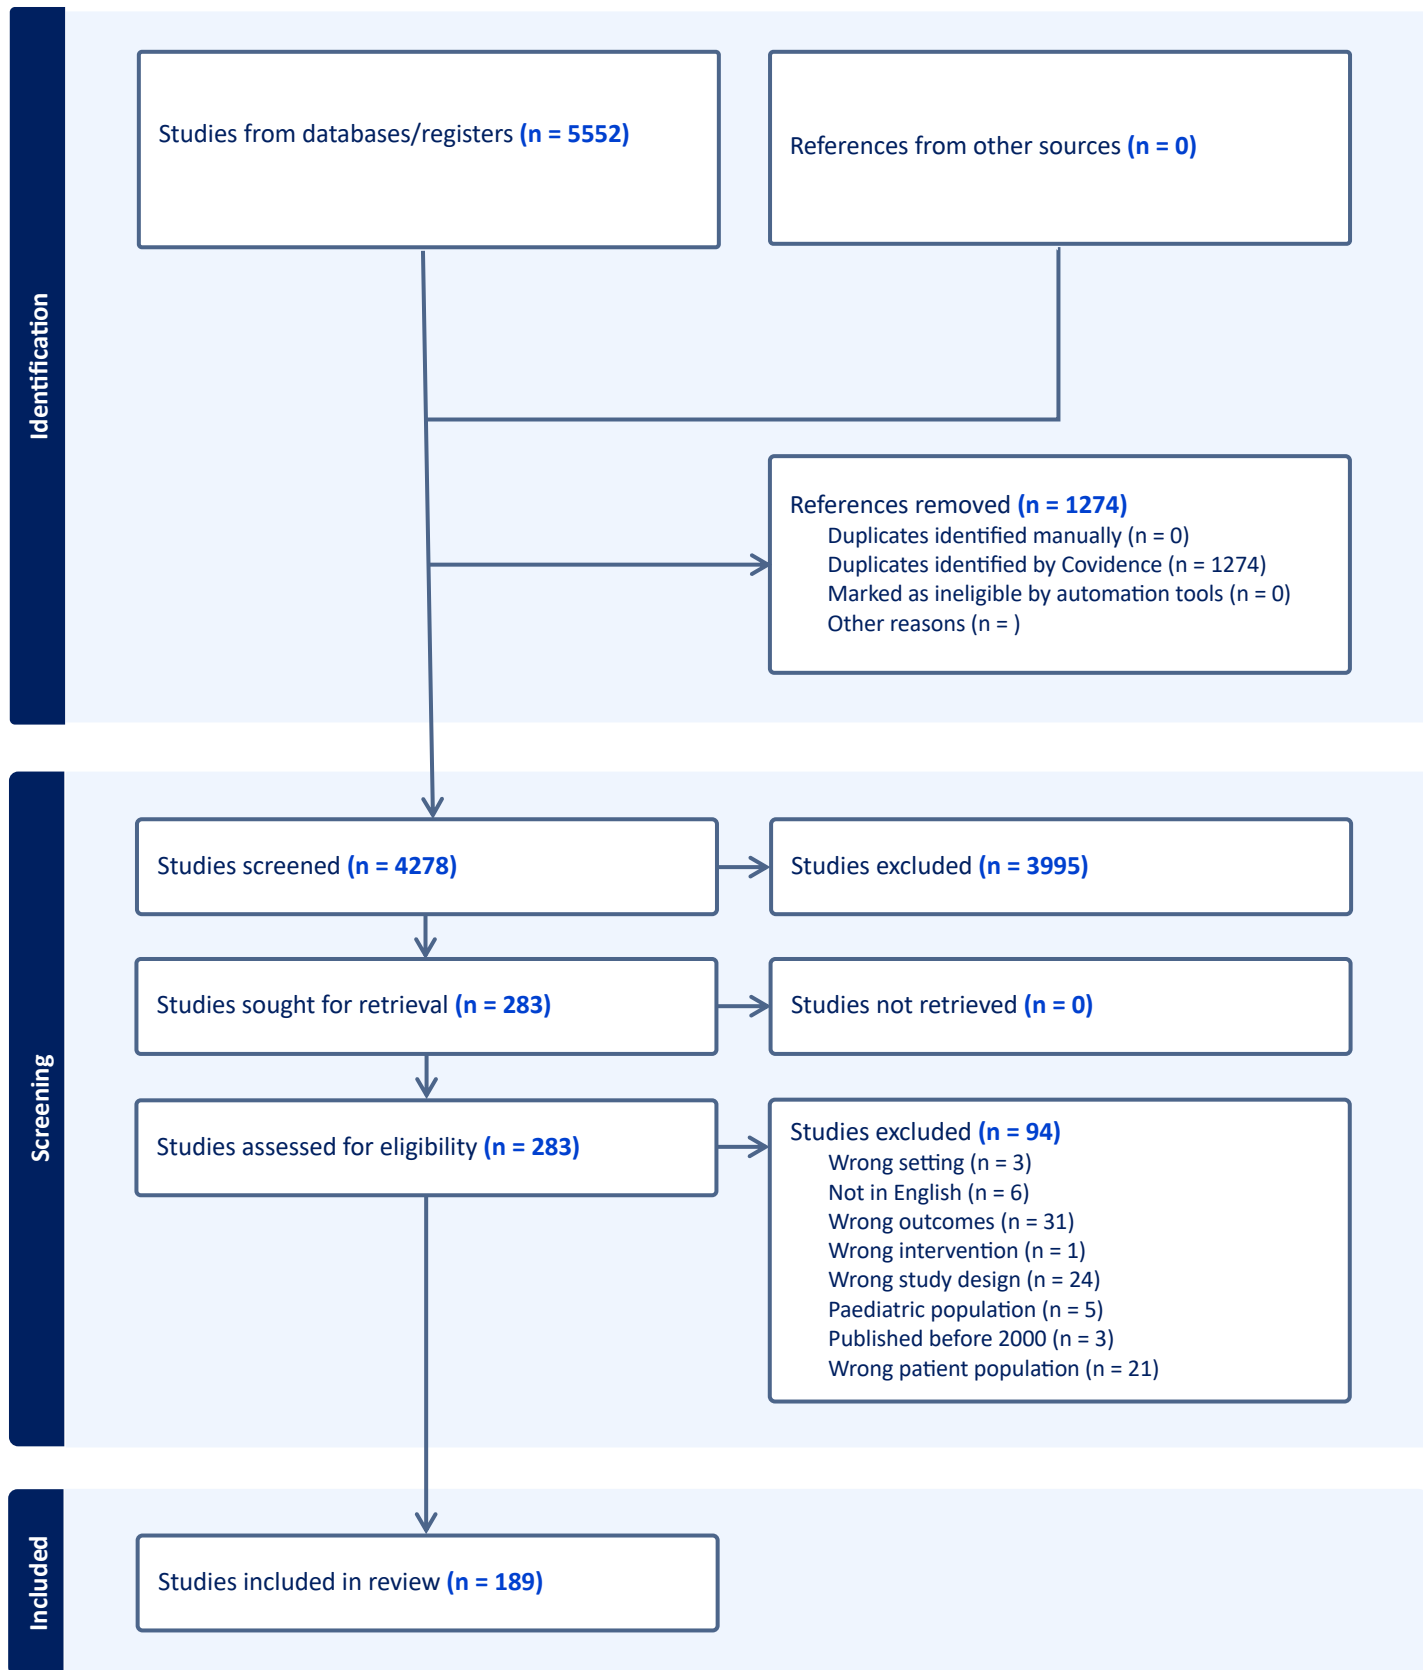 Identification
Studies from databases/registers (n = 5552)
References from other sources (n = 0)
References removed (n = 1274)
Duplicates identified manually (n = 0)
Duplicates identified by Covidence (n = 1274)
Marked as ineligible by automation tools (n = 0)
Other reasons (n = )
Screening
Studies screened (n = 4278)
Studies excluded (n = 3995)
Studies sought for retrieval (n = 283)
Studies not retrieved (n = 0)
Studies assessed for eligibility (n = 283)
Studies excluded (n = 94)
Wrong setting (n = 3)
Not in English (n = 6)
Wrong outcomes (n = 31)
Wrong intervention (n = 1)
Wrong study design (n = 24)
Paediatric population (n = 5)
Published before 2000 (n = 3)
Wrong patient population (n = 21)
Included
Studies included in review (n = 189)